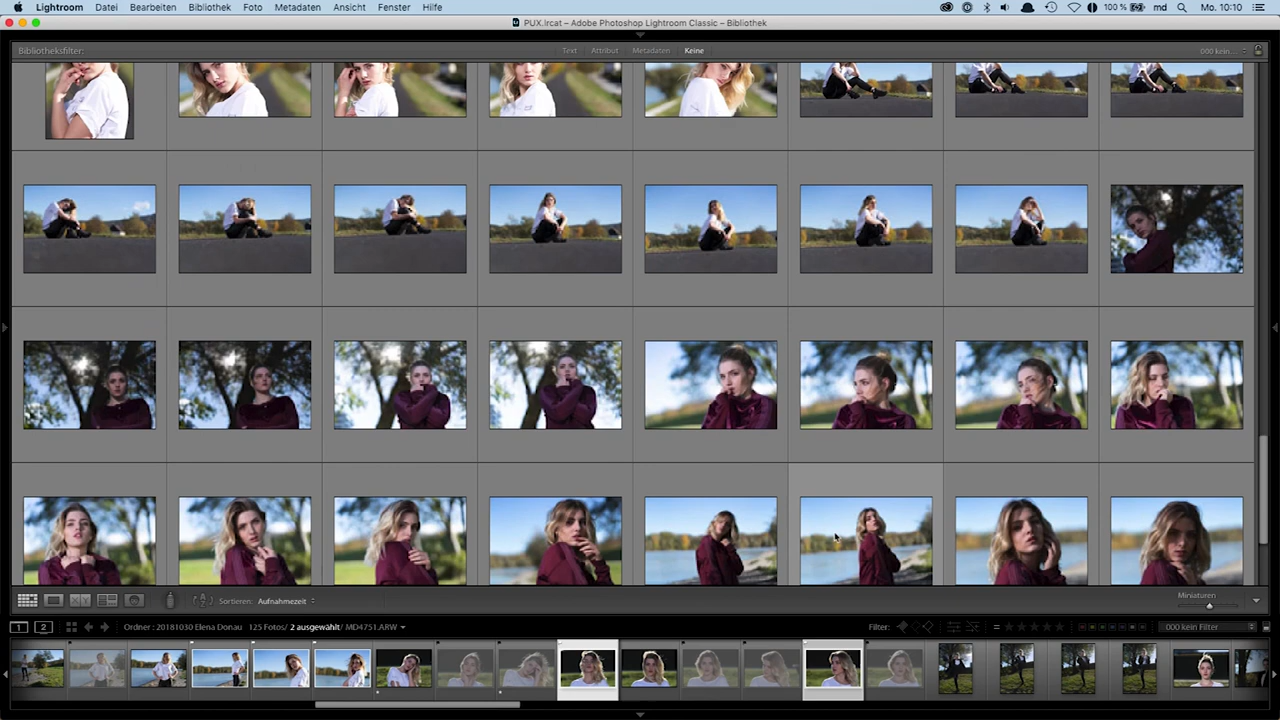 Lightroom Datei Bearbeiten Bibliothek Foto Metadaten Ansicht Fenster Hilfe 100 % md Mo. 10:10
PUX.lrcat – Adobe Photoshop Lightroom Classic – Bibliothek
Bibliotheksfilter: Text Attribut Metadaten Keine 000 kein...
Sortieren: Aufnahmezeit Miniaturen
1 2 Ordner : 20181030 Elena Donau 125 Fotos/ 2 ausgewählt/ MD4751.ARW Filter: 000 kein Filter